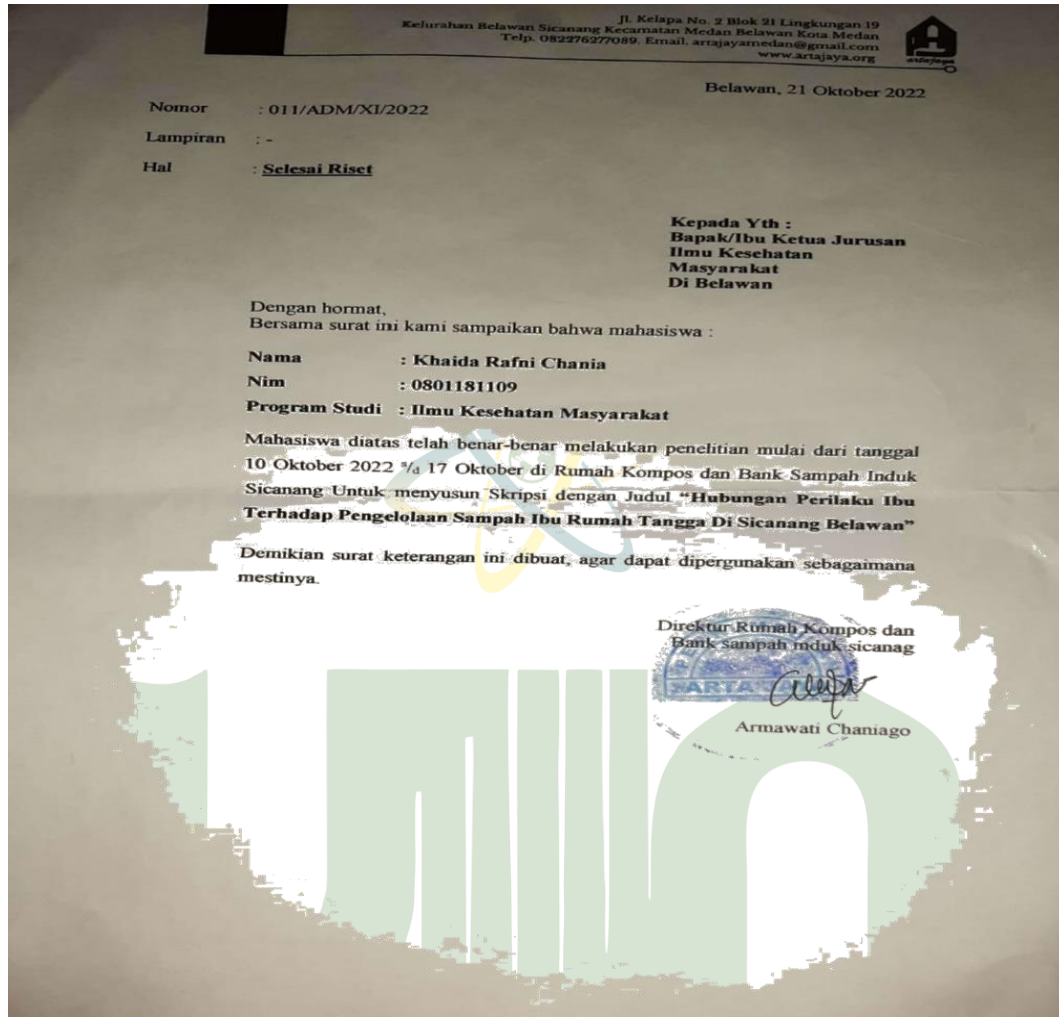 Jl. Kelapa No. 2 Blok 21 Lingkungan 19
Kelurahan Belawan Sicanang Kecamatan Medan Belawan Kota Medan
Telp. 082276277089. Email. artajayamedan@gmail.com
www.artajaya.org
artajaya
Belawan, 21 Oktober 2022
Nomor : 011/ADM/XI/2022
Lampiran : -
Hal : Selesai Riset
Kepada Yth :
Bapak/Ibu Ketua Jurusan
Ilmu Kesehatan
Masyarakat
Di Belawan
Dengan hormat,
Bersama surat ini kami sampaikan bahwa mahasiswa :
Nama : Khaida Rafni Chania
Nim : 0801181109
Program Studi : Ilmu Kesehatan Masyarakat
Mahasiswa diatas telah benar-benar melakukan penelitian mulai dari tanggal
10 Oktober 2022 s/d 17 Oktober di Rumah Kompos dan Bank Sampah Induk
Sicanang Untuk menyusun Skripsi dengan Judul “Hubungan Perilaku Ibu
Terhadap Pengelolaan Sampah Ibu Rumah Tangga Di Sicanang Belawan”
Demikian surat keterangan ini dibuat, agar dapat dipergunakan sebagaimana
mestinya.
Direktur Rumah Kompos dan
Bank sampah induk sicanag
ARTA
Armawati Chaniago